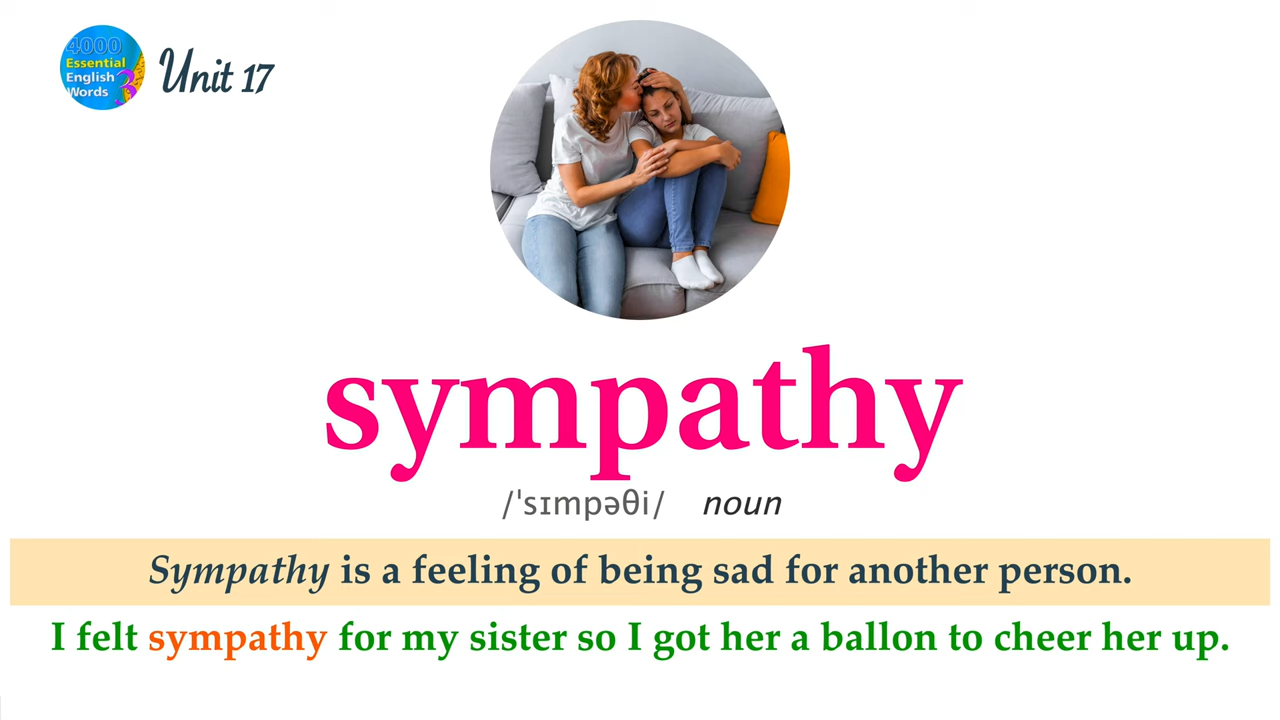 4000
Essential
English
Words 3
Unit 17
sympathy
/ˈsɪmpəθi/ noun
Sympathy is a feeling of being sad for another person.
I felt sympathy for my sister so I got her a ballon to cheer her up.